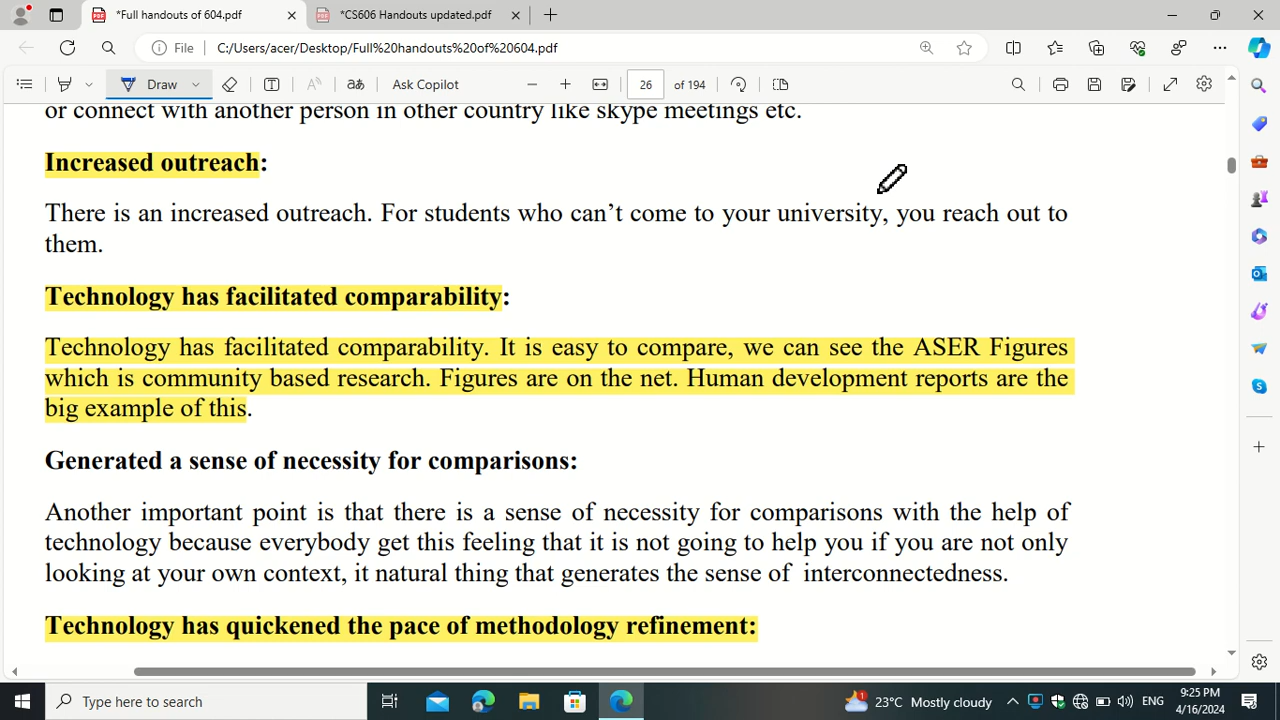 *Full handouts of 604.pdf
*CS606 Handouts updated.pdf
File
C:/Users/acer/Desktop/Full%20handouts%20of%20604.pdf
Draw
Ask Copilot
26
of 194
or connect with another person in other country like skype meetings etc.
Increased outreach:
There is an increased outreach. For students who can’t come to your university, you reach out to
them.
Technology has facilitated comparability:
Technology has facilitated comparability. It is easy to compare, we can see the ASER Figures
which is community based research. Figures are on the net. Human development reports are the
big example of this.
Generated a sense of necessity for comparisons:
Another important point is that there is a sense of necessity for comparisons with the help of
technology because everybody get this feeling that it is not going to help you if you are not only
looking at your own context, it natural thing that generates the sense of interconnectedness.
Technology has quickened the pace of methodology refinement:
Type here to search
23°C Mostly cloudy
ENG
9:25 PM
4/16/2024